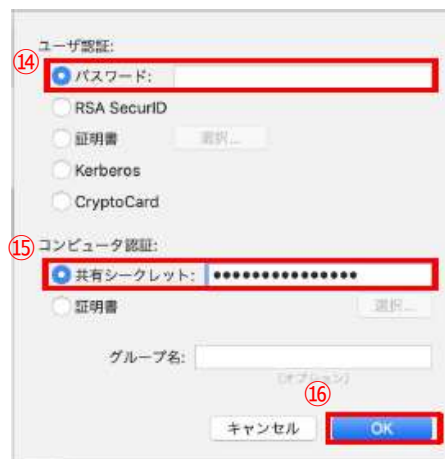 ユーザ認証:
⑭
パスワード:
RSA SecurID
証明書 選択...
Kerberos
CryptoCard
⑮ コンピュータ認証:
共有シークレット: •••••••••••••••
証明書 選択...
グループ名:
(オプション)
⑯
キャンセル OK